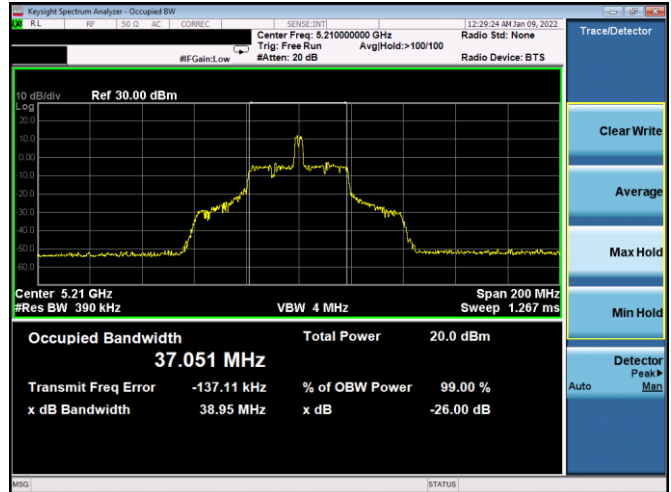 Keysight Spectrum Analyzer - Occupied BW
LXI RL RF 50 Ω AC CORREC SENSE:INT 12:29:24 AM Jan 09, 2022
Center Freq: 5.210000000 GHz Radio Std: None Trace/Detector
Trig: Free Run Avg|Hold:>100/100
#IFGain:Low #Atten: 20 dB Radio Device: BTS
10 dB/div Ref 30.00 dBm
Log
20.0
10.0
0.00
-10.0
-20.0
-30.0
-40.0
-50.0
-60.0
Center 5.21 GHz Span 200 MHz
#Res BW 390 kHz VBW 4 MHz Sweep 1.267 ms
Occupied Bandwidth Total Power 20.0 dBm
37.051 MHz
Transmit Freq Error -137.11 kHz % of OBW Power 99.00 %
x dB Bandwidth 38.95 MHz x dB -26.00 dB
Clear Write
Average
Max Hold
Min Hold
Detector
Peak▶
Auto Man
MSG STATUS